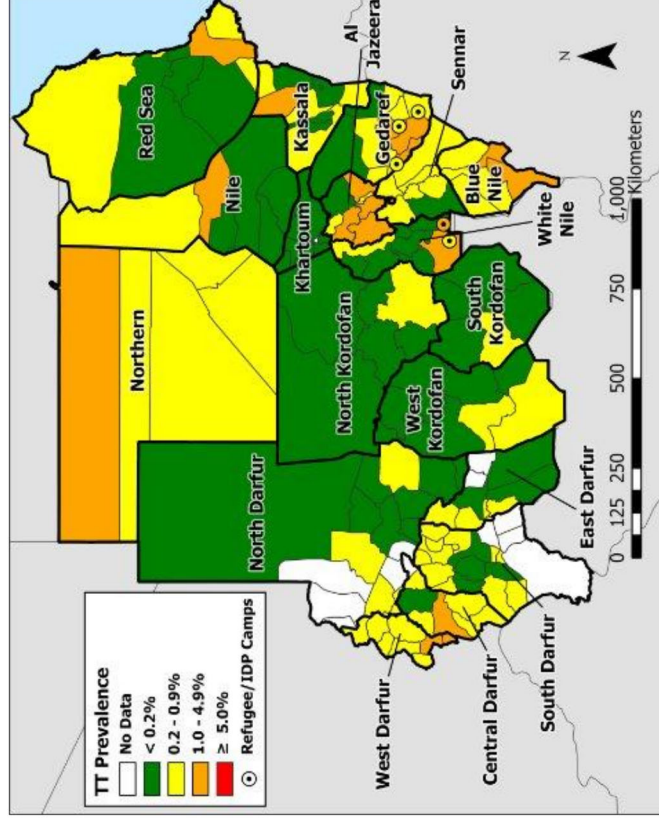 TT Prevalence
No Data
< 0.2%
0.2 - 0.9%
1.0 - 4.9%
≥ 5.0%
Refugee/IDP Camps
Northern
Red Sea
Nile
Kassala
Al
Jazeera
Khartoum
Gedaref
Sennar
North Darfur
North Kordofan
Blue
Nile
White
Nile
West
Kordofan
South
Kordofan
West Darfur
Central Darfur
South Darfur
East Darfur
N
0 125 250 500 750 1,000
Kilometers